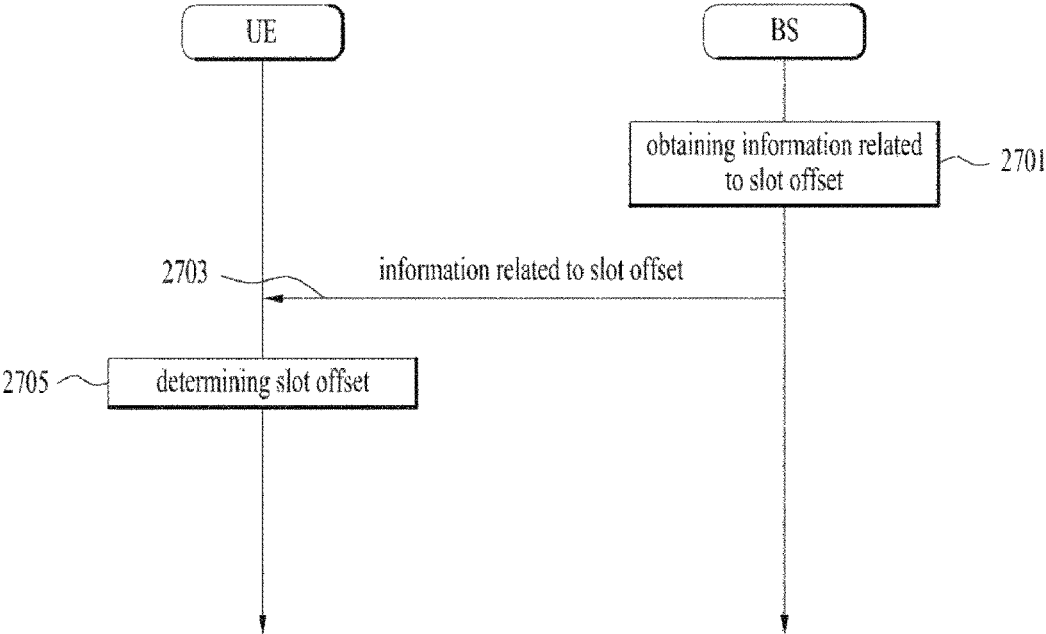 UE
BS
obtaining information related
to slot offset
2701
2703
information related to slot offset
2705
determining slot offset